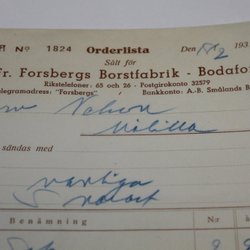 Nº 1824 Orderlista Den 18/2 193
Sålt för
Fr. Forsbergs Borstfabrik - Bodafo
Rikstelefoner: 65 och 26 - Postgirokonto 32579
Telegramadress: "Forsbergs" Bankkonto: A.-B. Smålands B
Nelson
Målilla
sändas med
Benämning N:r